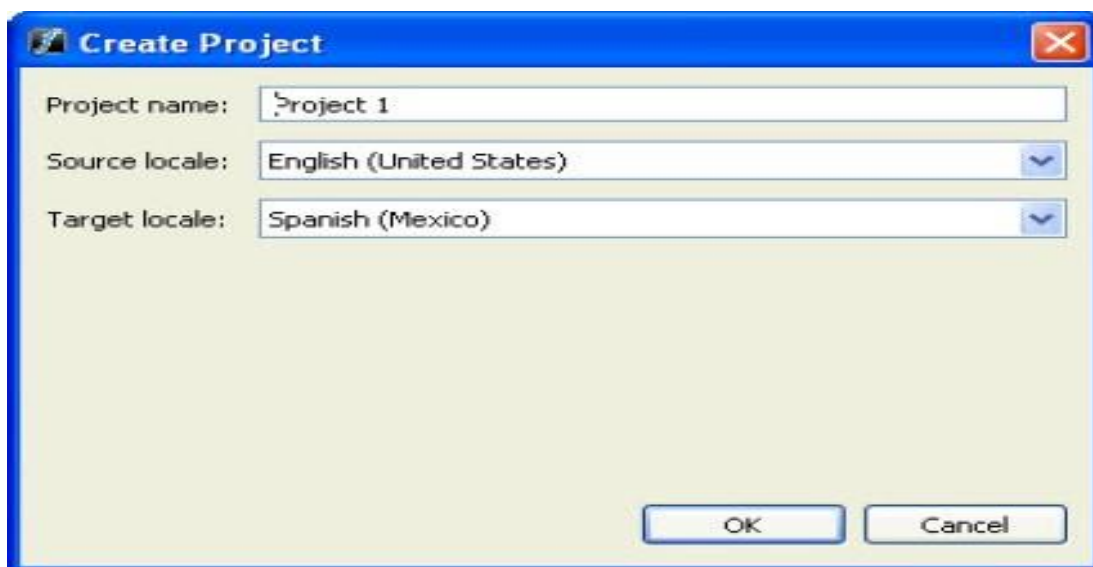 Create Project
Project name: Project 1
Source locale: English (United States)
Target locale: Spanish (Mexico)
OK Cancel